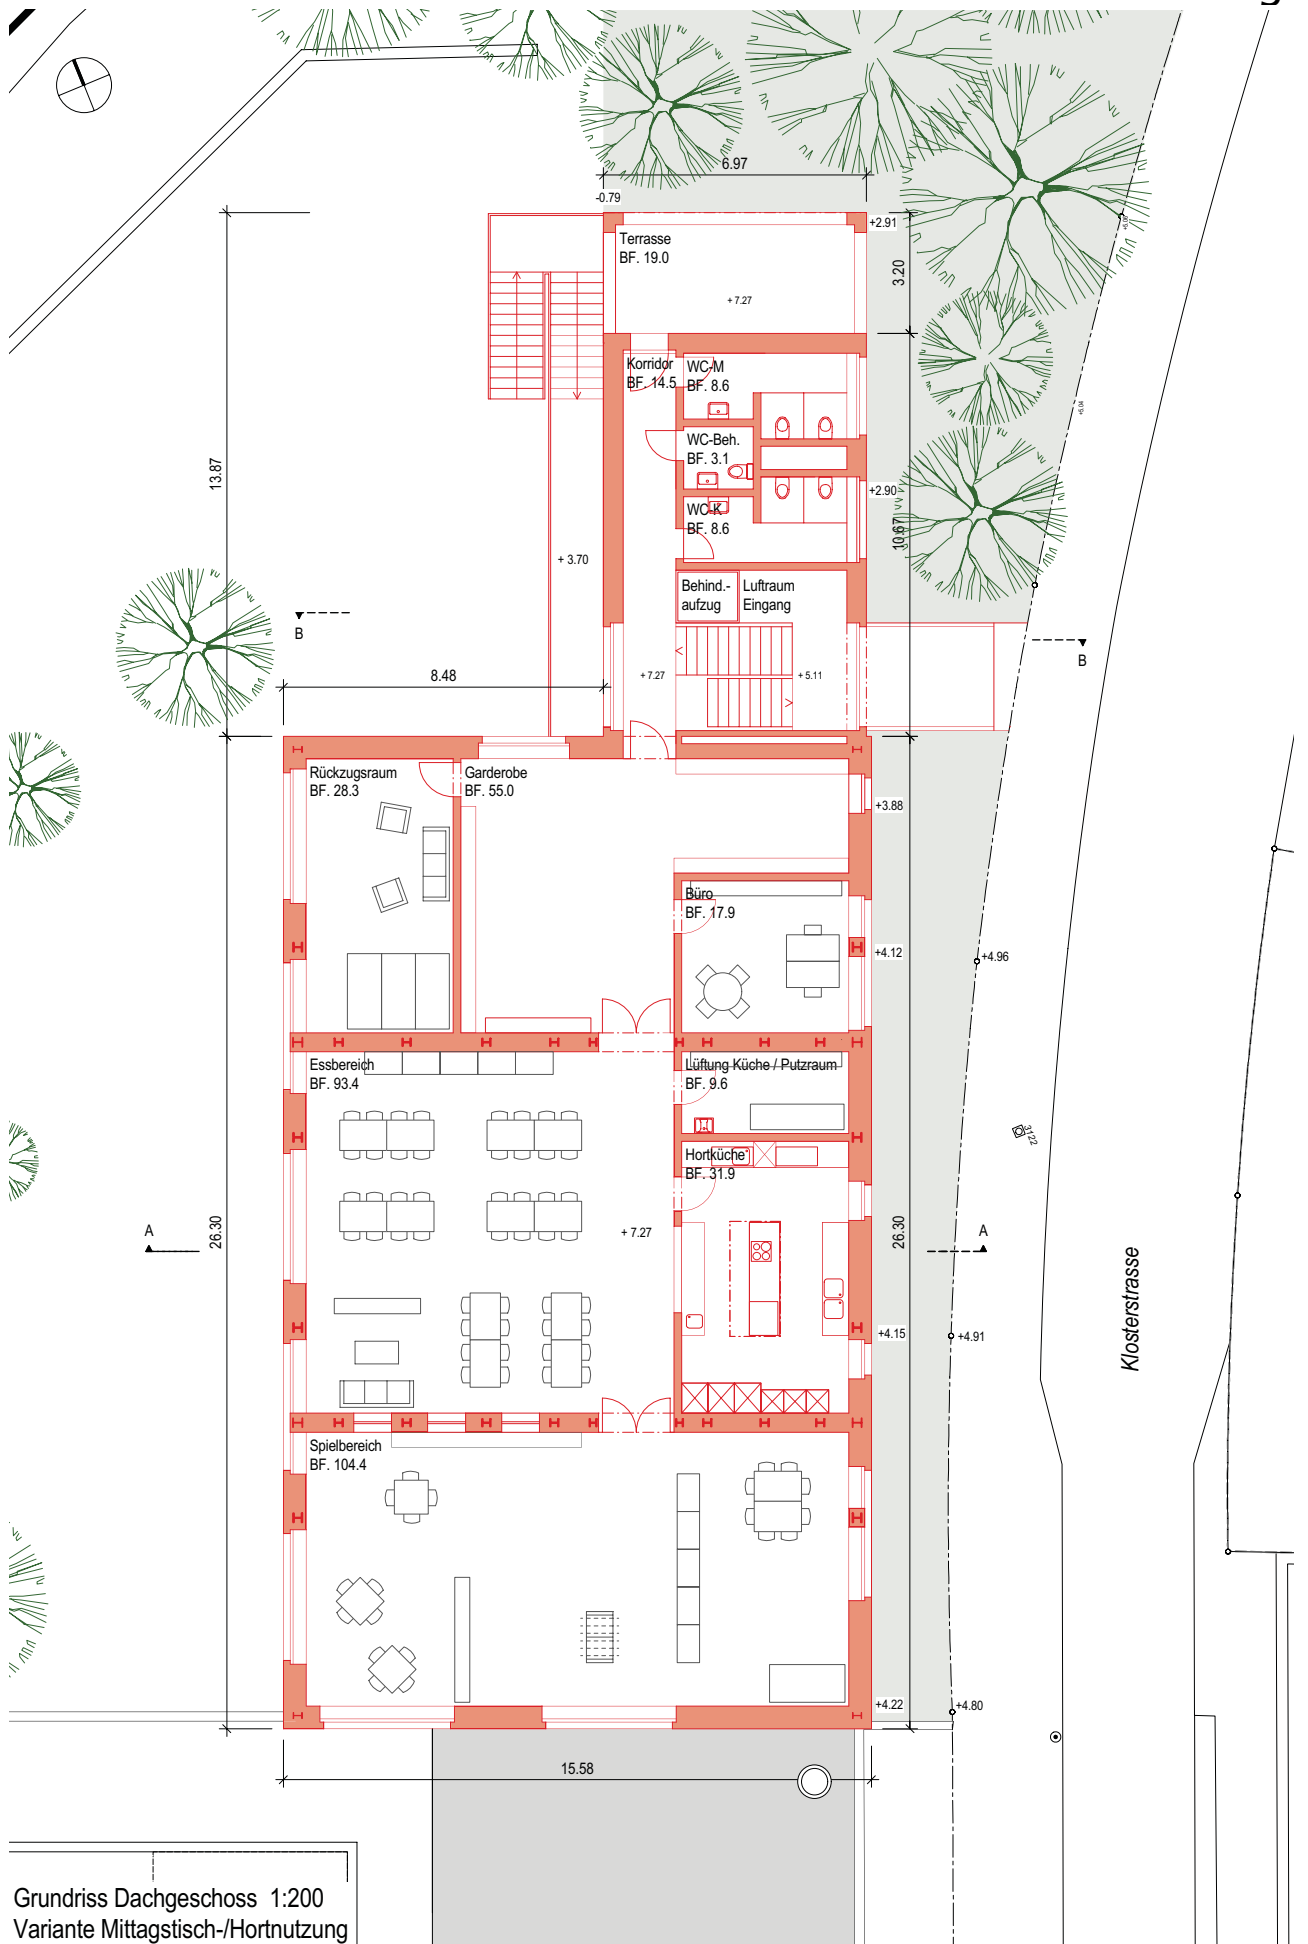 6.97
-0.79
+2.91
Terrasse
BF. 19.0
3.20
+ 7.27
Korridor
BF. 14.5
WC-M
BF. 8.6
WC-Beh.
BF. 3.1
13.87
+2.90
WC-K
BF. 8.6
10.67
+ 3.70
Behind.-
aufzug
Luftraum
Eingang
B
B
8.48
+ 7.27
+ 5.11
Rückzugsraum
BF. 28.3
Garderobe
BF. 55.0
+3.88
Büro
BF. 17.9
+4.12
+4.96
Essbereich
BF. 93.4
Lüftung Küche / Putzraum
BF. 9.6
3122
Hortküche
BF. 31.9
A
A
26.30
26.30
+ 7.27
Klosterstrasse
+4.15
+4.91
Spielbereich
BF. 104.4
+4.22
+4.80
15.58
Grundriss Dachgeschoss 1:200
Variante Mittagstisch-/Hortnutzung